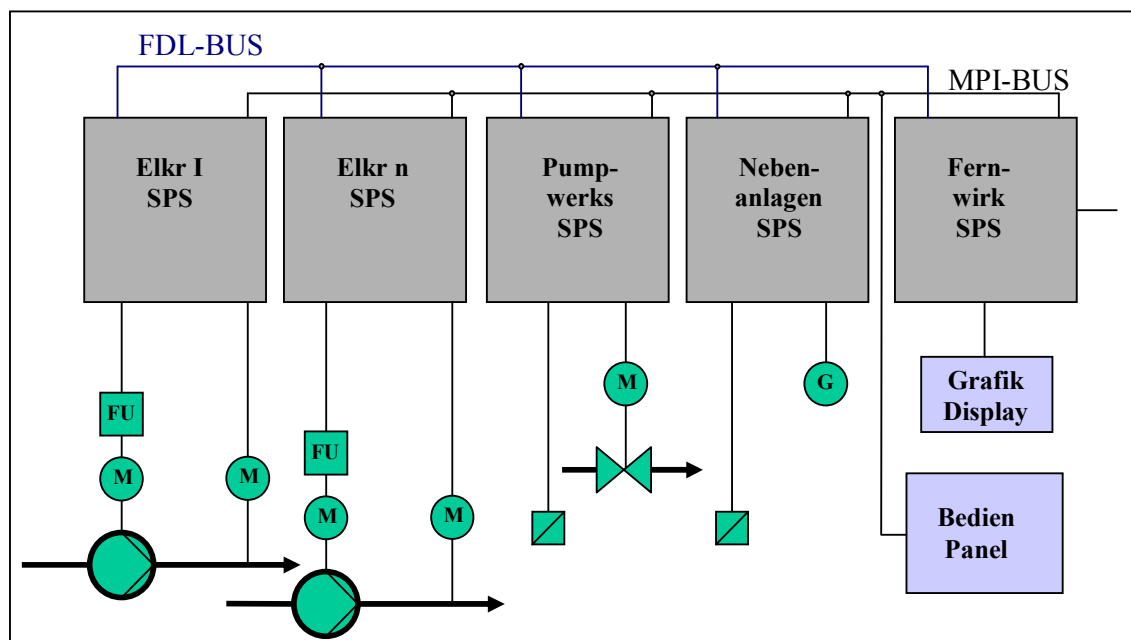 FDL-BUS
MPI-BUS
Elkr I
SPS
Elkr n
SPS
Pump-
werks
SPS
Neben-
anlagen
SPS
Fern-
wirk
SPS
FU
M
M
FU
M
M
M
G
Grafik
Display
Bedien
Panel